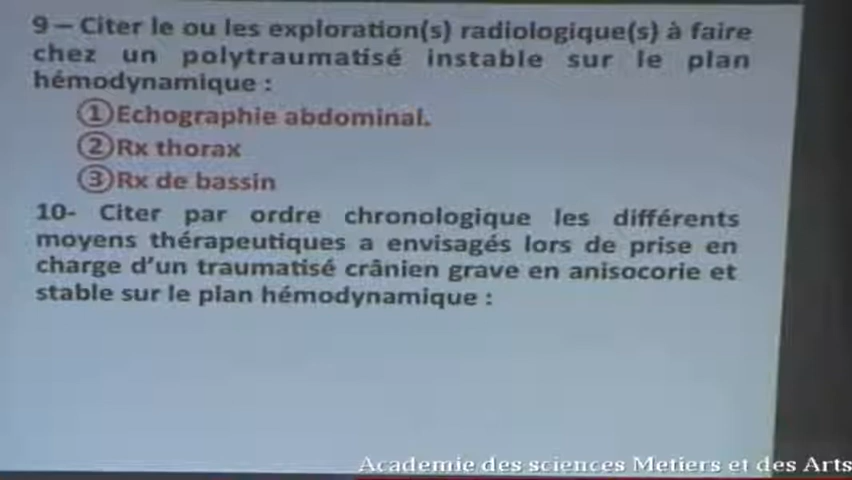 9 – Citer le ou les exploration(s) radiologique(s) à faire
chez un polytraumatisé instable sur le plan
hémodynamique :
①Echographie abdominal.
②Rx thorax
③Rx de bassin
10- Citer par ordre chronologique les différents
moyens thérapeutiques a envisagés lors de prise en
charge d’un traumatisé crânien grave en anisocorie et
stable sur le plan hémodynamique :
Academie des sciences Metiers et des Arts